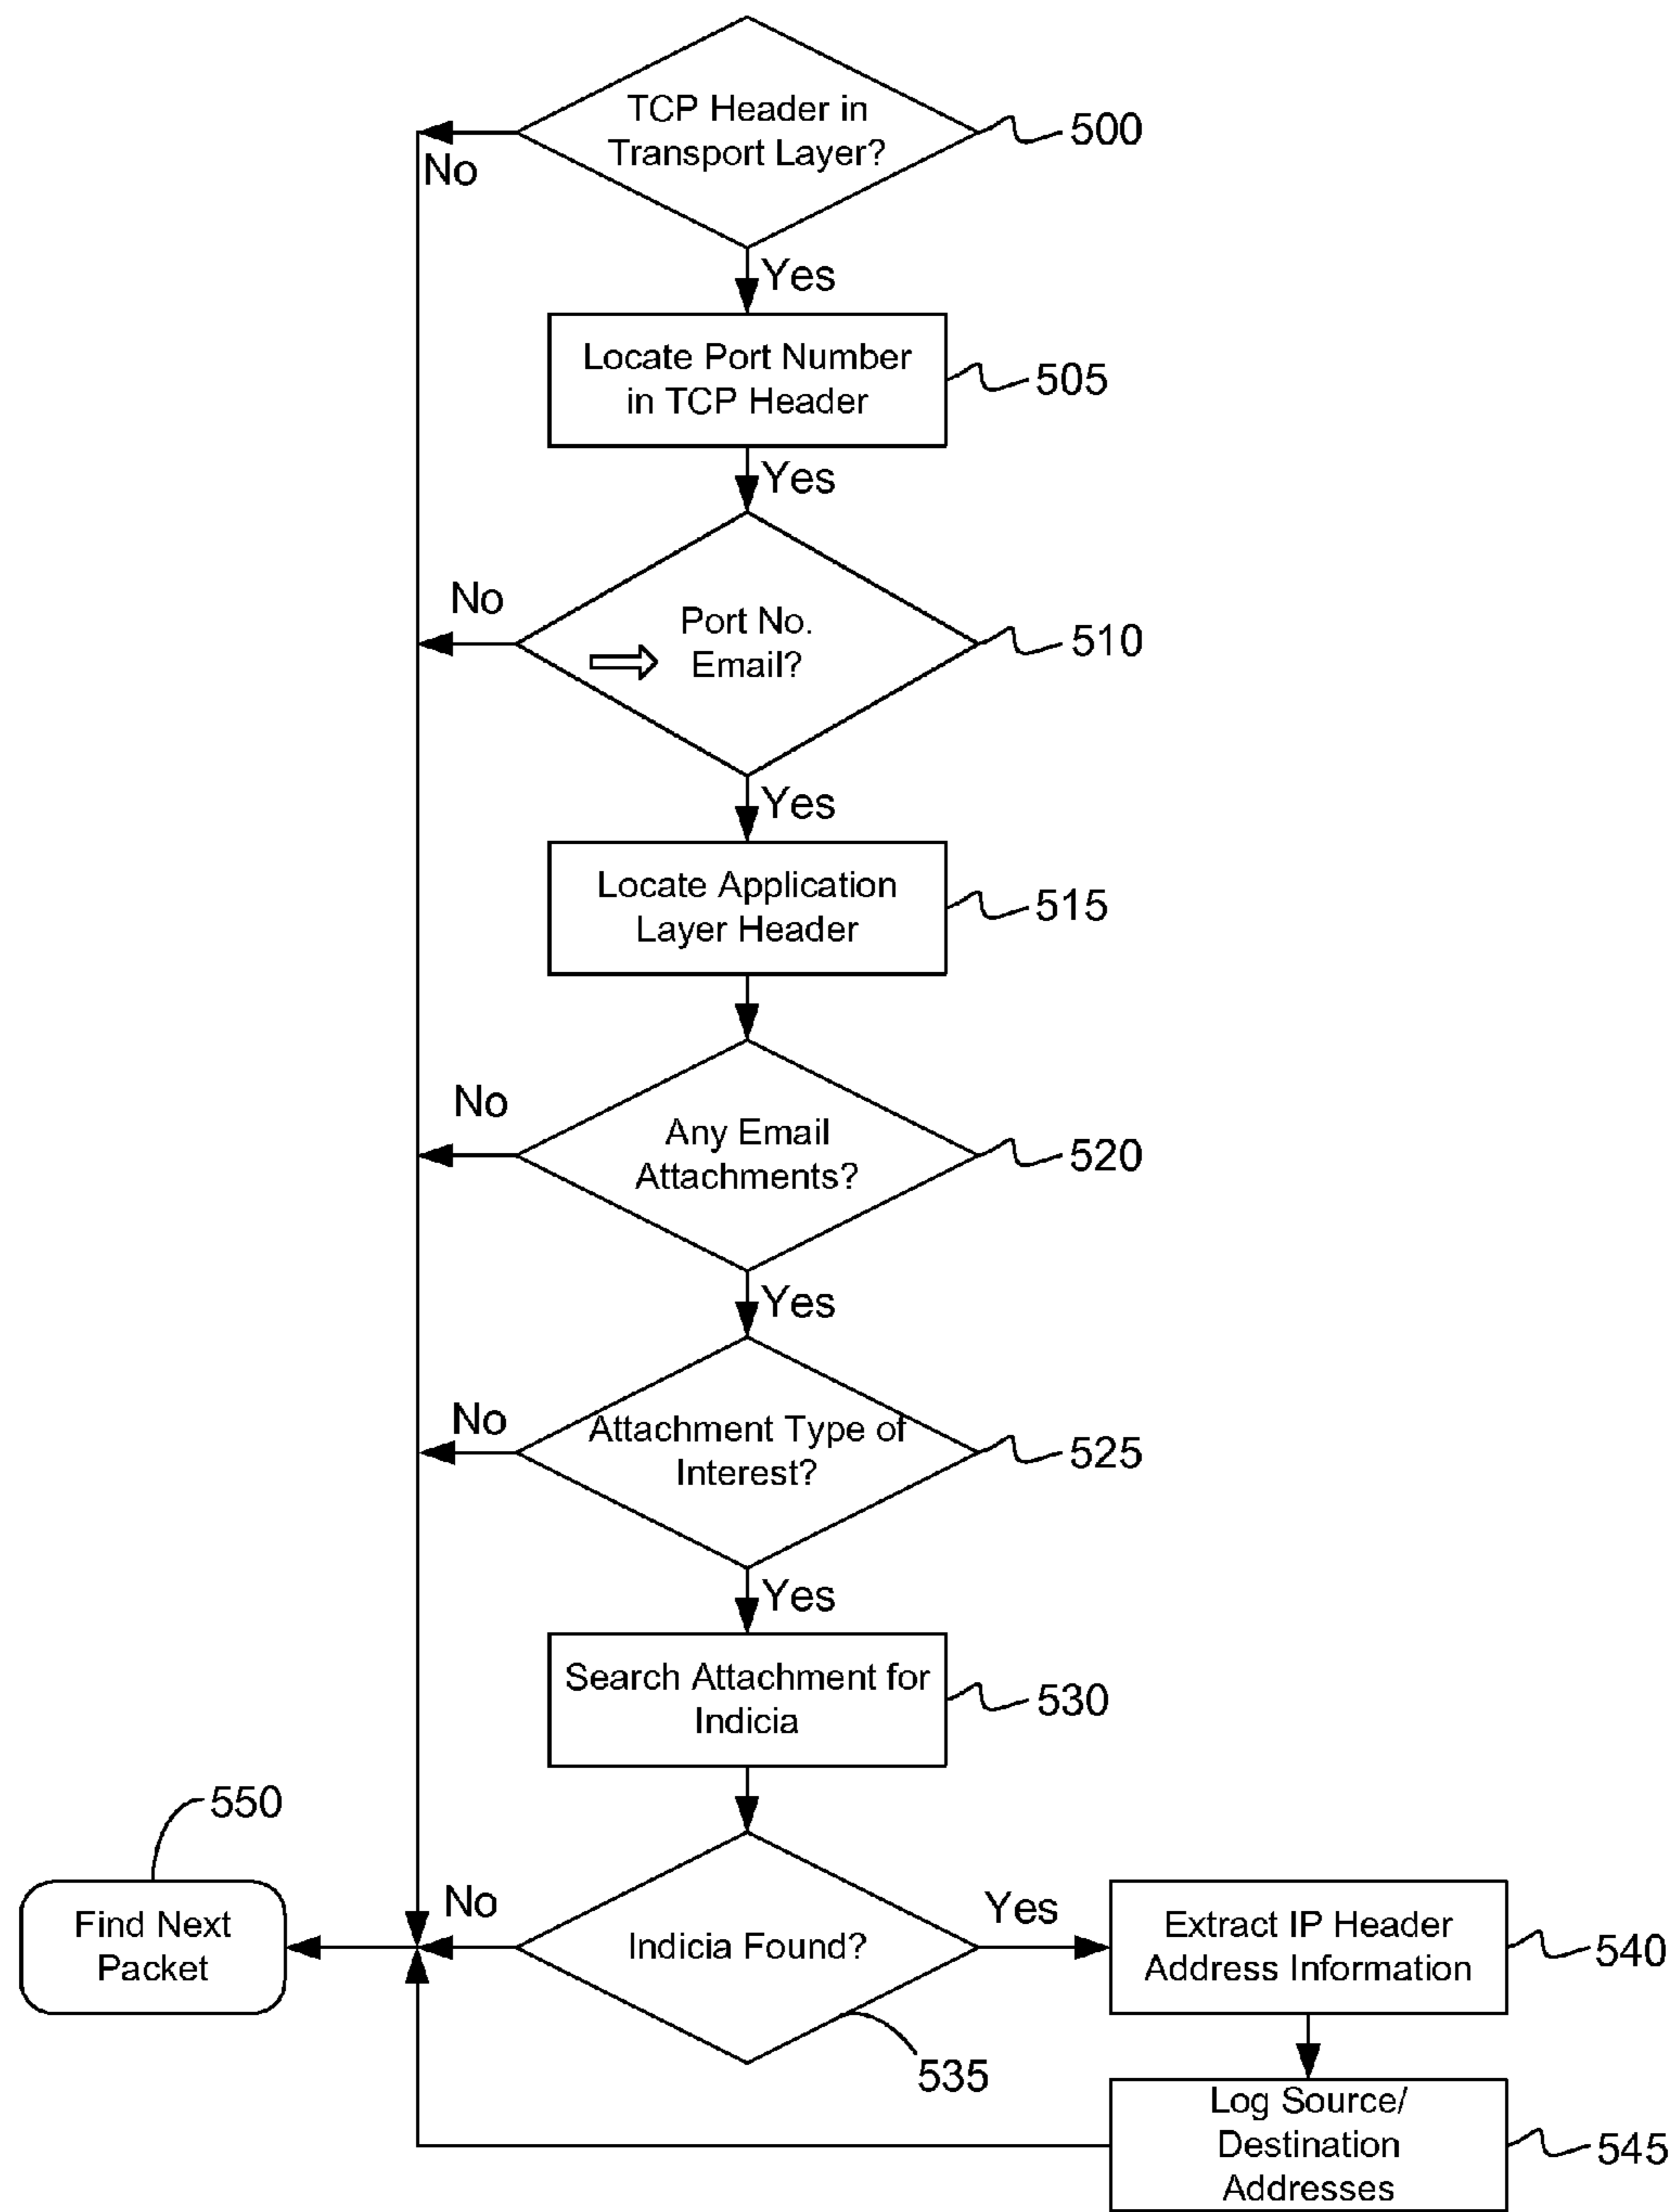 TCP Header in
Transport Layer?
500
No
Yes
Locate Port Number
in TCP Header
505
Yes
Port No.
Email?
510
No
Yes
Locate Application
Layer Header
515
Any Email
Attachments?
520
No
Yes
Attachment Type of
Interest?
525
No
Yes
Search Attachment for
Indicia
530
550
Find Next
Packet
No
Indicia Found?
535
Yes
Extract IP Header
Address Information
540
Log Source/
Destination
Addresses
545